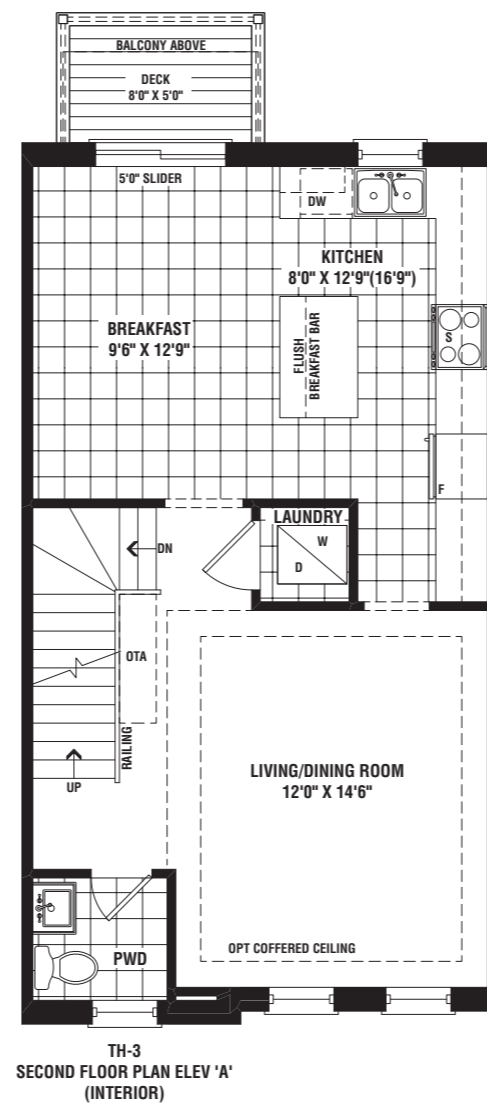 BALCONY ABOVE
DECK
8'0" X 5'0"
5'0" SLIDER
DW
KITCHEN
8'0" X 12'9"(16'9")
BREAKFAST
9'6" X 12'9"
FLUSH
BREAKFAST BAR
S
F
LAUNDRY
W
D
DN
OTA
RAILING
UP
LIVING/DINING ROOM
12'0" X 14'6"
OPT COFFERED CEILING
PWD
TH-3
SECOND FLOOR PLAN ELEV 'A'
(INTERIOR)